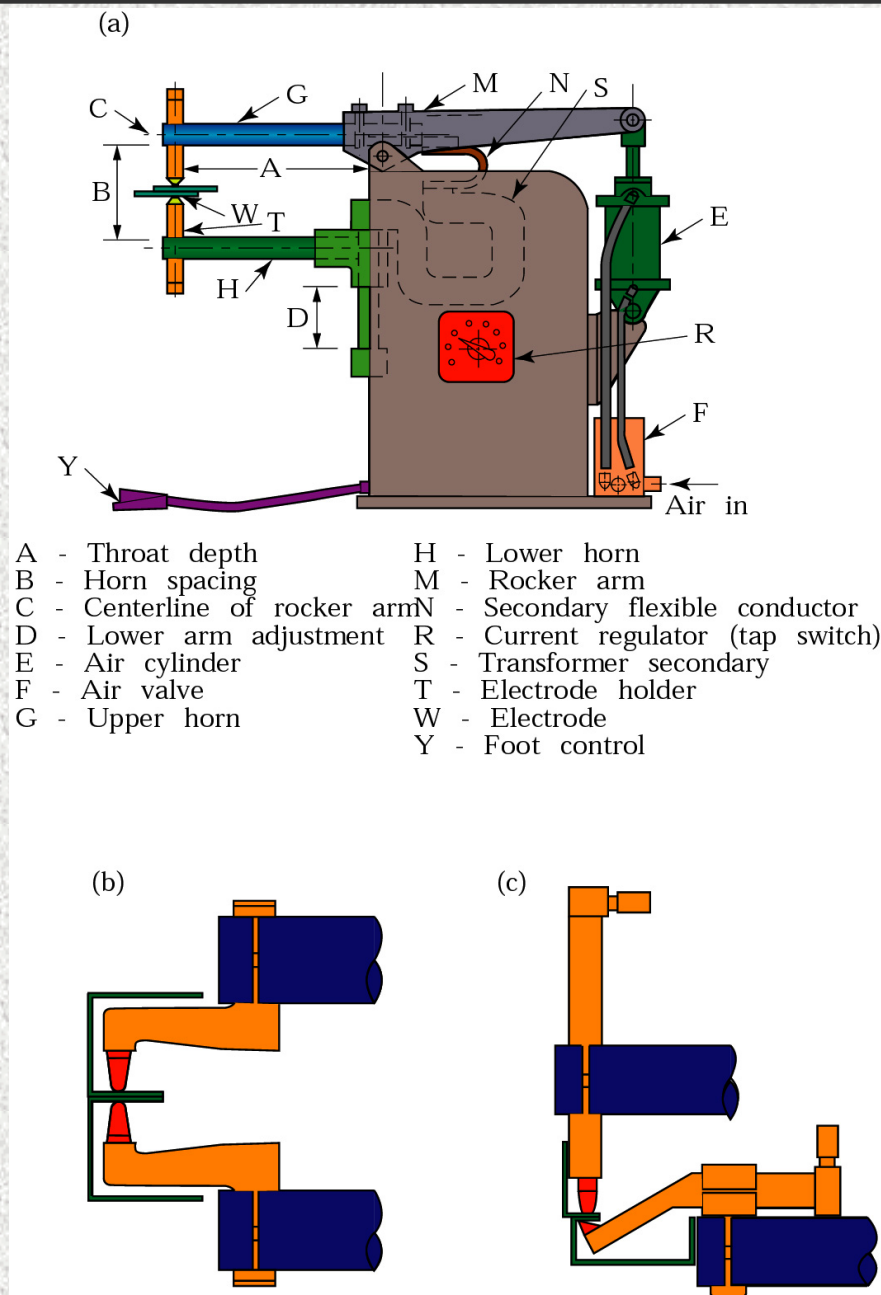 (a)
M
N
S
G
C
A
B
W
T
E
H
D
R
F
Y
Air in
A - Throat depth
B - Horn spacing
C - Centerline of rocker arm
D - Lower arm adjustment
E - Air cylinder
F - Air valve
G - Upper horn
H - Lower horn
M - Rocker arm
N - Secondary flexible conductor
R - Current regulator (tap switch)
S - Transformer secondary
T - Electrode holder
W - Electrode
Y - Foot control
(b)
(c)